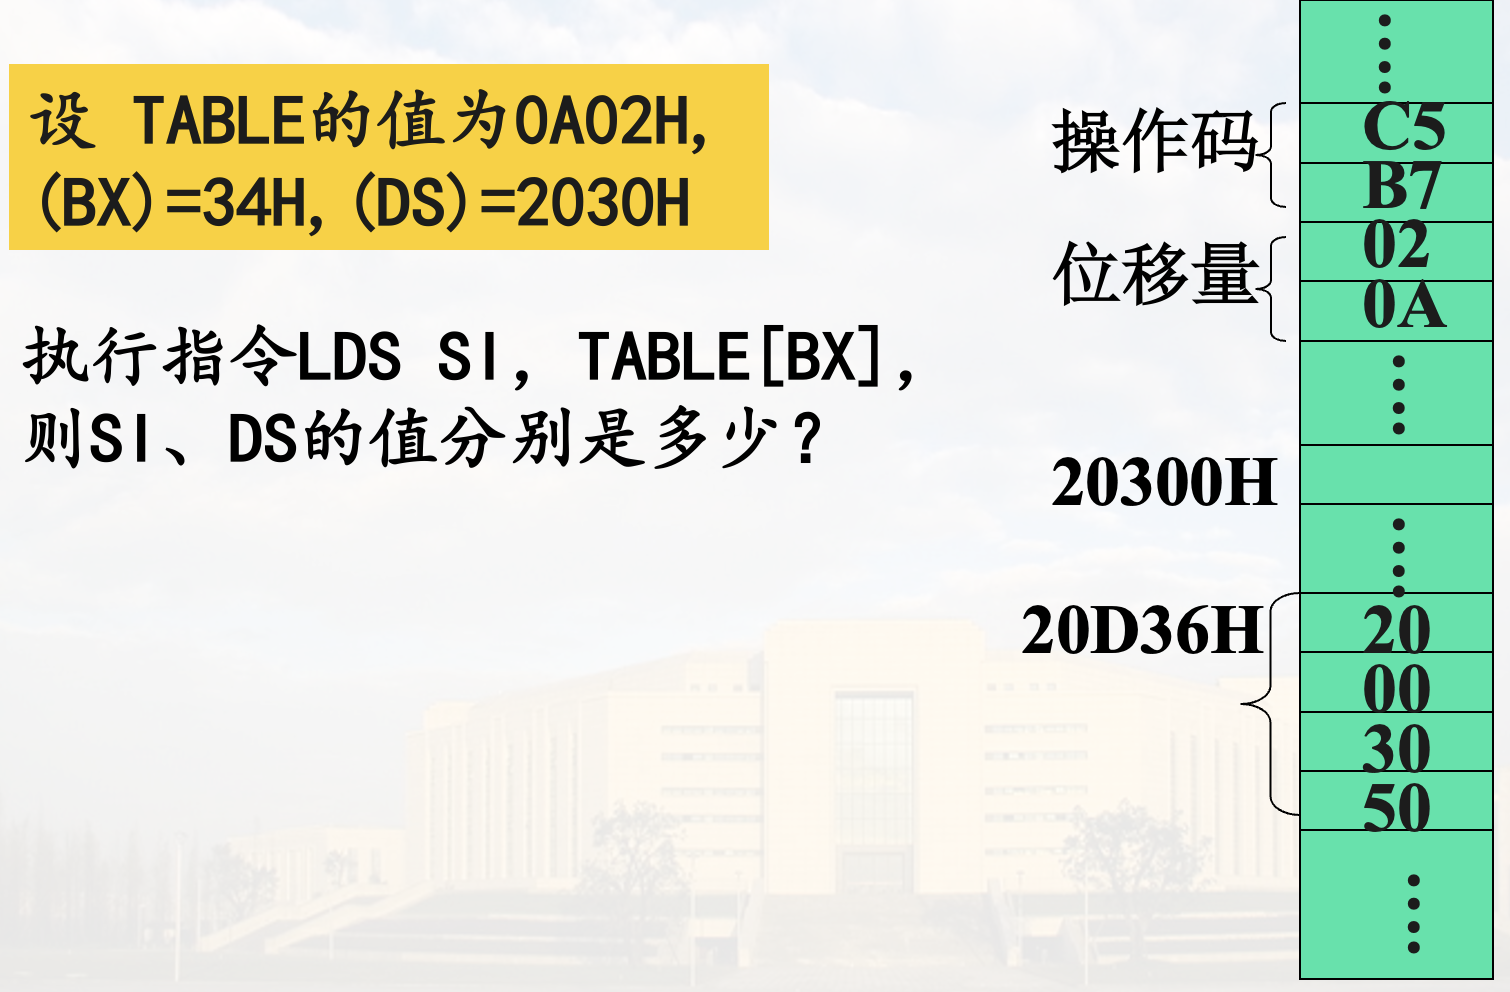 设 TABLE的值为0A02H,
(BX)=34H,(DS)=2030H
执行指令LDS SI, TABLE[BX],
则SI、DS的值分别是多少?
操作码
位移量
20300H
20D36H
C5
B7
02
0A
20
00
30
50